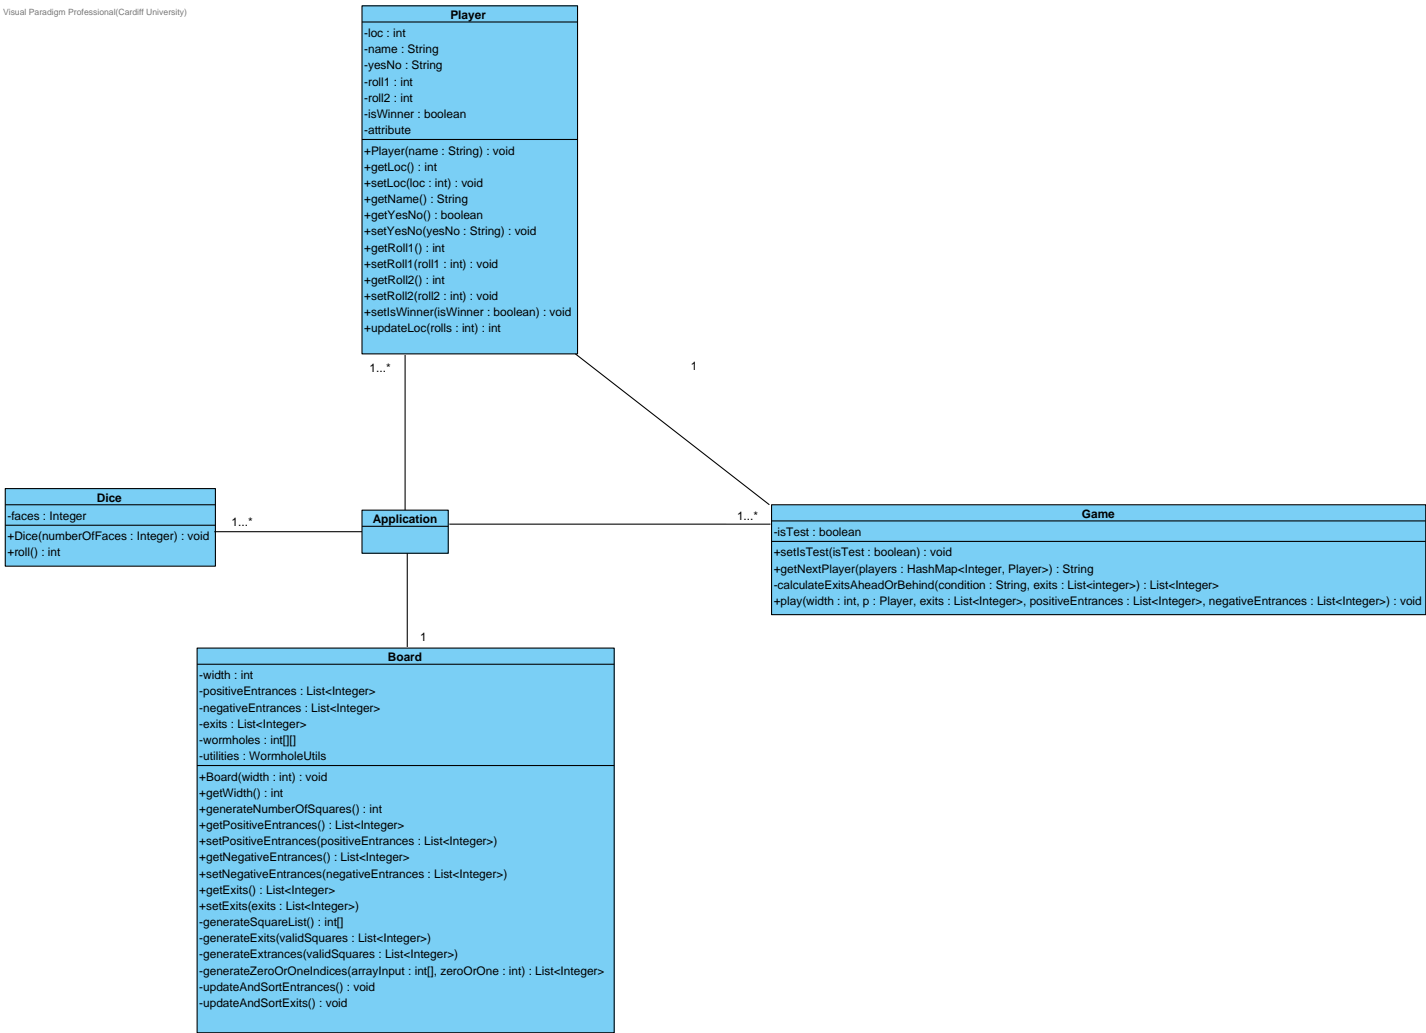 Visual Paradigm Professional(Cardiff University)
Player
-loc : int
-name : String
-yesNo : String
-roll1 : int
-roll2 : int
-isWinner : boolean
-attribute
+Player(name : String) : void
+getLoc() : int
+setLoc(loc : int) : void
+getName() : String
+getYesNo() : boolean
+setYesNo(yesNo : String) : void
+getRoll1() : int
+setRoll1(roll1 : int) : void
+getRoll2() : int
+setRoll2(roll2 : int) : void
+setIsWinner(isWinner : boolean) : void
+updateLoc(rolls : int) : int
1...*
1
Dice
-faces : Integer
+Dice(numberOfFaces : Integer) : void
+roll() : int
1...*
Application
1...*
Game
-isTest : boolean
+setIsTest(isTest : boolean) : void
+getNextPlayer(players : HashMap<Integer, Player>) : String
-calculateExitsAheadOrBehind(condition : String, exits : List<integer>) : List<Integer>
+play(width : int, p : Player, exits : List<Integer>, positiveEntrances : List<Integer>, negativeEntrances : List<Integer>) : void
1
Board
-width : int
-positiveEntrances : List<Integer>
-negativeEntrances : List<Integer>
-exits : List<Integer>
-wormholes : int[][]
-utilities : WormholeUtils
+Board(width : int) : void
+getWidth() : int
+generateNumberOfSquares() : int
+getPositiveEntrances() : List<Integer>
+setPositiveEntrances(positiveEntrances : List<Integer>)
+getNegativeEntrances() : List<Integer>
+setNegativeEntrances(negativeEntrances : List<Integer>)
+getExits() : List<Integer>
+setExits(exits : List<Integer>)
-generateSquareList() : int[]
-generateExits(validSquares : List<Integer>)
-generateExtrances(validSquares : List<Integer>)
-generateZeroOrOneIndices(arrayInput : int[], zeroOrOne : int) : List<Integer>
-updateAndSortEntrances() : void
-updateAndSortExits() : void